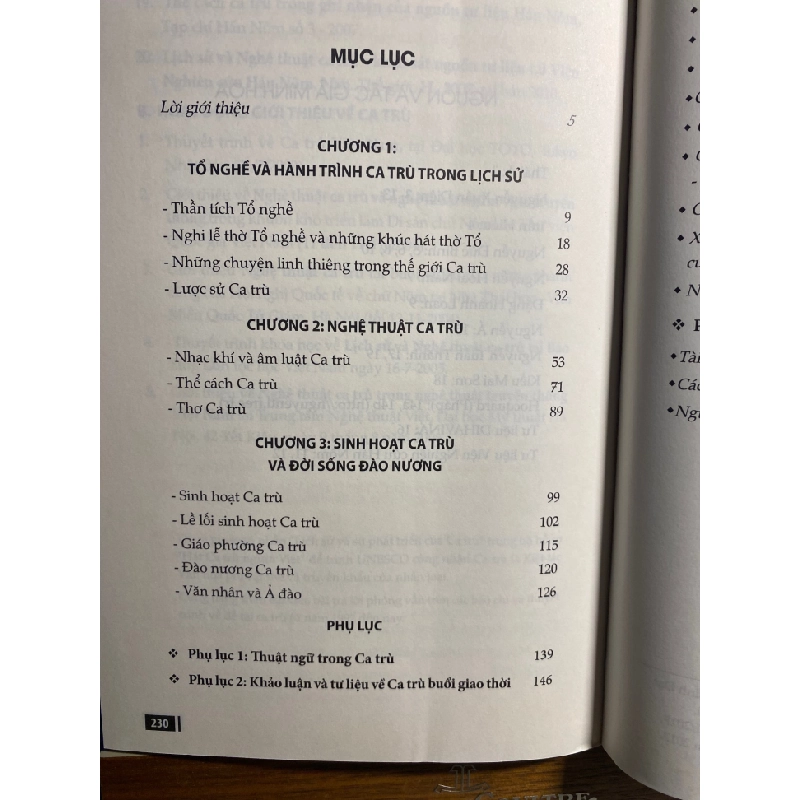 MỤC LỤC
Lời giới thiệu 5
CHƯƠNG 1:
TỔ NGHỀ VÀ HÀNH TRÌNH CA TRÙ TRONG LỊCH SỬ
- Thần tích Tổ nghề 9
- Nghi lễ thờ Tổ nghề và những khúc hát thờ Tổ 18
- Những chuyện linh thiêng trong thế giới Ca trù 28
- Lược sử Ca trù 32
CHƯƠNG 2: NGHỆ THUẬT CA TRÙ
- Nhạc khí và âm luật Ca trù 53
- Thể cách Ca trù 71
- Thơ Ca trù 89
CHƯƠNG 3: SINH HOẠT CA TRÙ
VÀ ĐỜI SỐNG ĐÀO NƯƠNG
- Sinh hoạt Ca trù 99
- Lề lối sinh hoạt Ca trù 102
- Giáo phường Ca trù 115
- Đào nương Ca trù 120
- Văn nhân và Ả đào 126
PHỤ LỤC
❖ Phụ lục 1: Thuật ngữ trong Ca trù 139
❖ Phụ lục 2: Khảo luận và tư liệu về Ca trù buổi giao thời 146
230